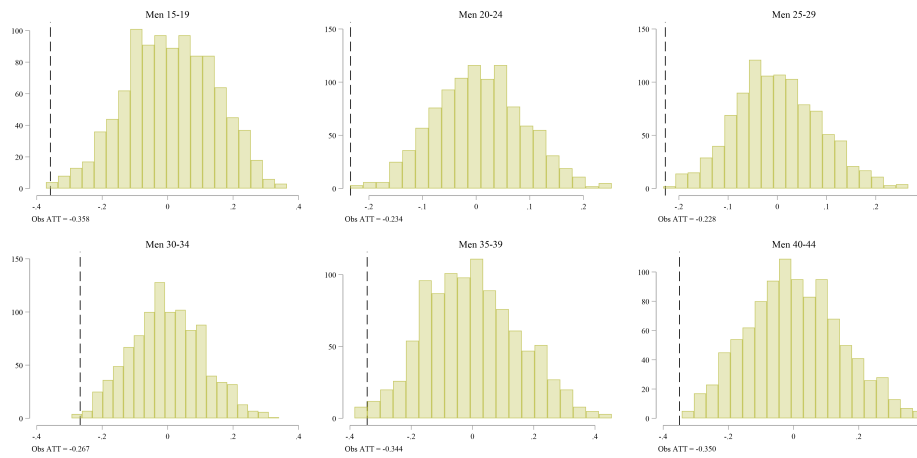 Men 15-19
100
80
60
40
20
0
-.4 -.2 0 .2 .4
Obs ATT = -0.358
Men 20-24
150
100
50
0
-.2 -.1 0 .1 .2
Obs ATT = -0.234
Men 25-29
150
100
50
0
-.2 -.1 0 .1 .2
Obs ATT = -0.228
Men 30-34
150
100
50
0
-.4 -.2 0 .2 .4
Obs ATT = -0.267
Men 35-39
100
50
0
-.4 -.2 0 .2 .4
Obs ATT = -0.344
Men 40-44
100
80
60
40
20
0
-.4 -.2 0 .2 .4
Obs ATT = -0.350